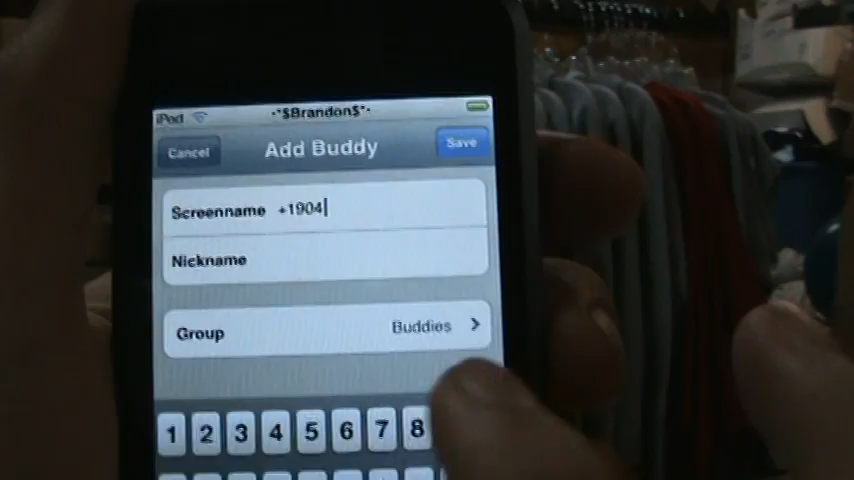 iPod ·*$Brandon$*·
Cancel Add Buddy Save
Screenname +1904
Nickname
Group Buddies
1 2 3 4 5 6 7 8